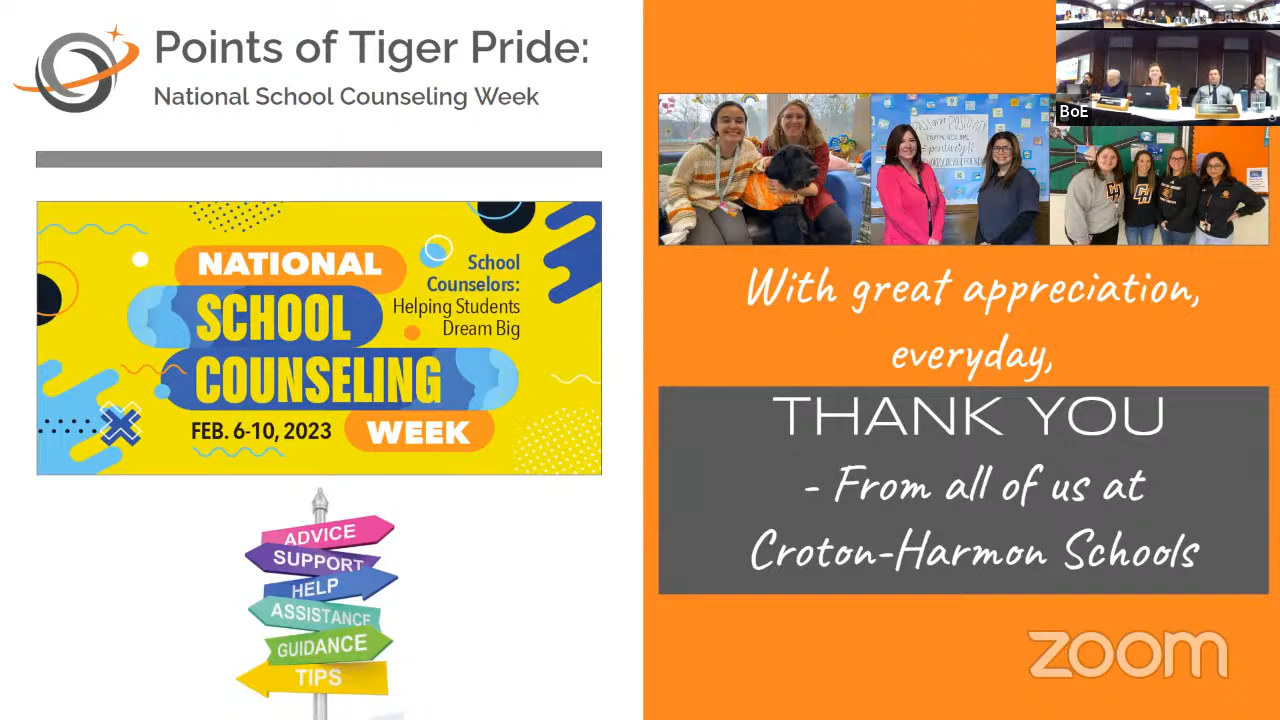 Points of Tiger Pride:
National School Counseling Week
NATIONAL
SCHOOL
COUNSELING
WEEK
FEB. 6-10, 2023
School
Counselors:
Helping Students
Dream Big
ADVICE
SUPPORT
HELP
ASSISTANCE
GUIDANCE
TIPS
BoE
With great appreciation,
everyday,
THANK YOU
- From all of us at
Croton-Harmon Schools
zoom